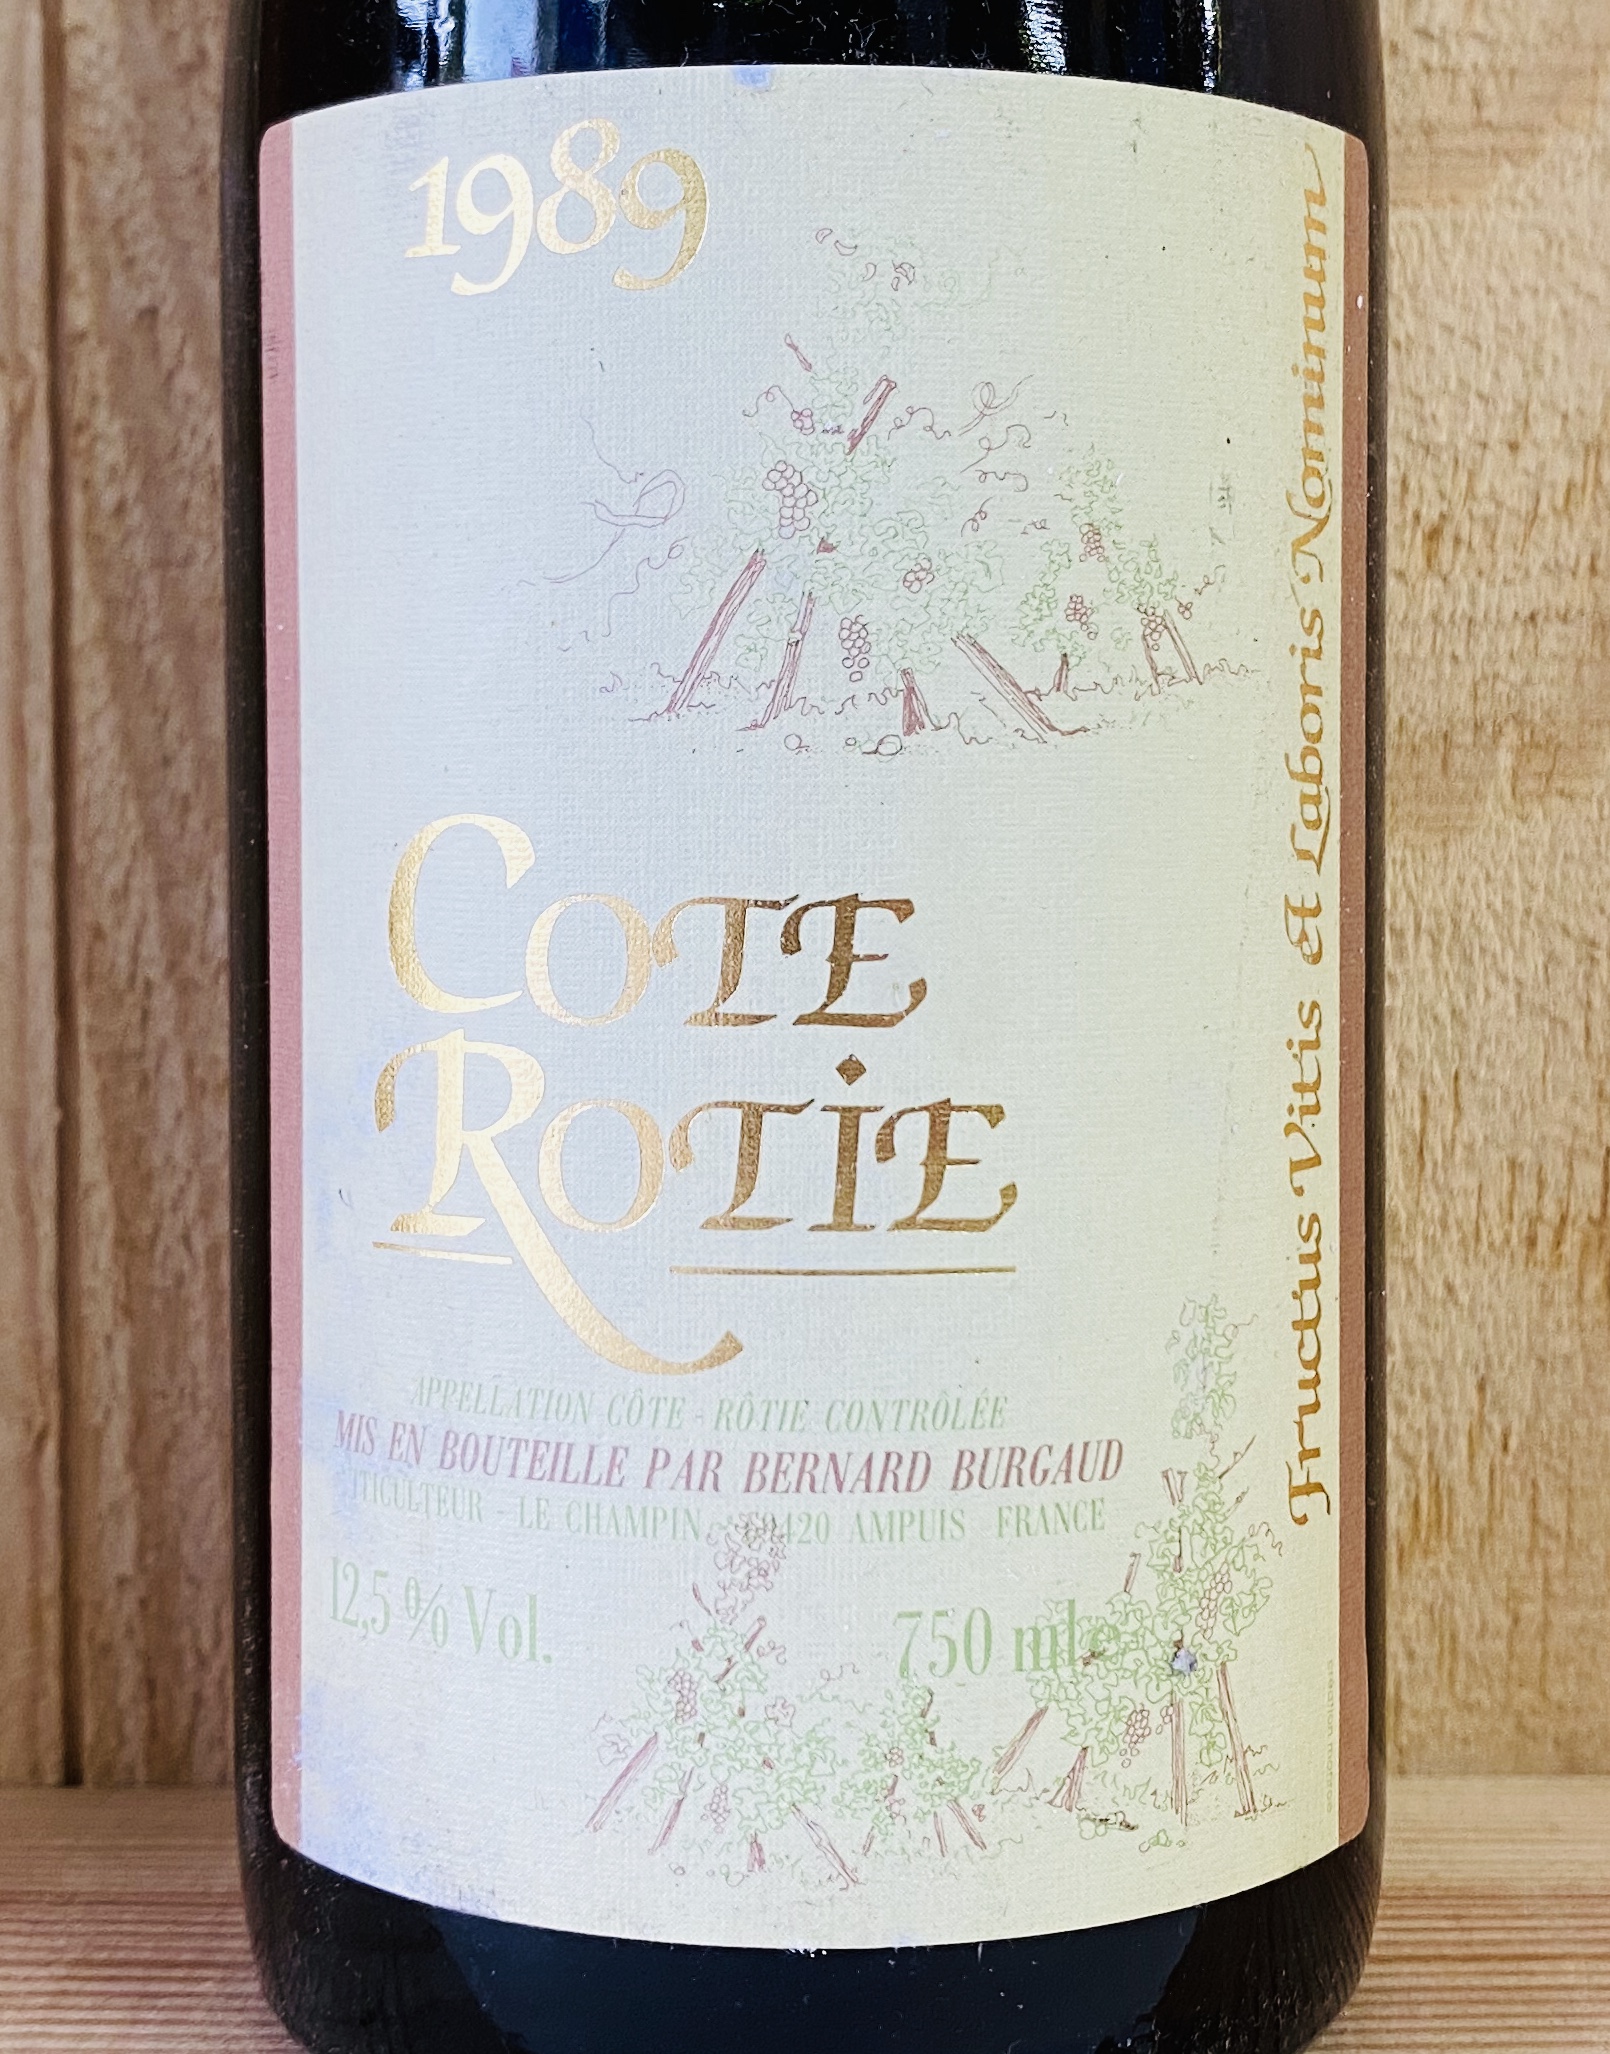 1989
COTE
ROTIE
APPELLATION CÔTE - RÔTIE CONTRÔLÉE
MIS EN BOUTEILLE PAR BERNARD BURGAUD
LE CHAMPIN AMPUIS FRANCE
12,5 % Vol.
750 ml e
Fructus Vitis Et Laboris Nominum